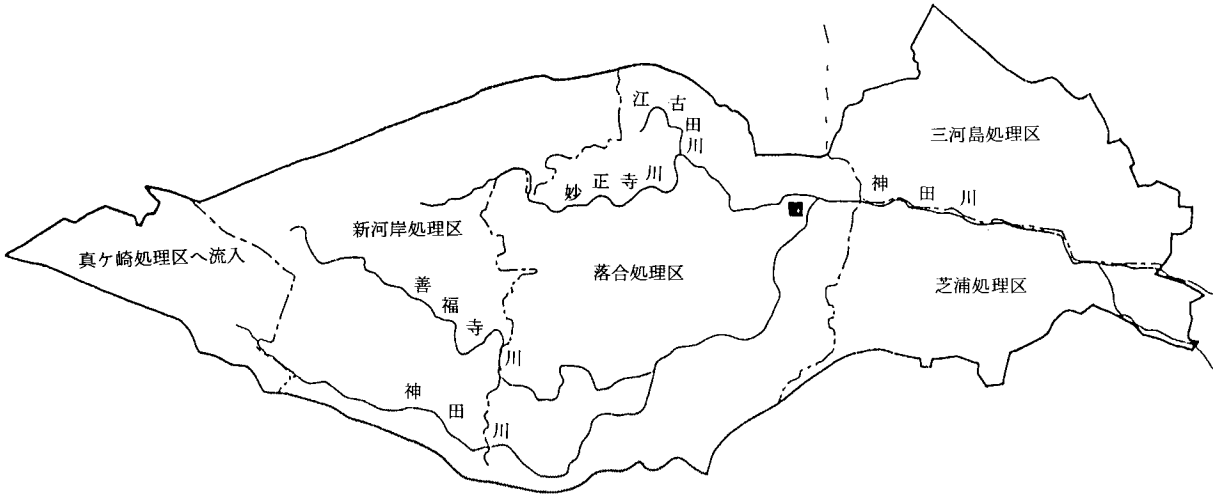 江古田川
三河島処理区
妙正寺川
神田川
新河岸処理区
真ケ崎処理区へ流入
落合処理区
芝浦処理区
善福寺川
神田川